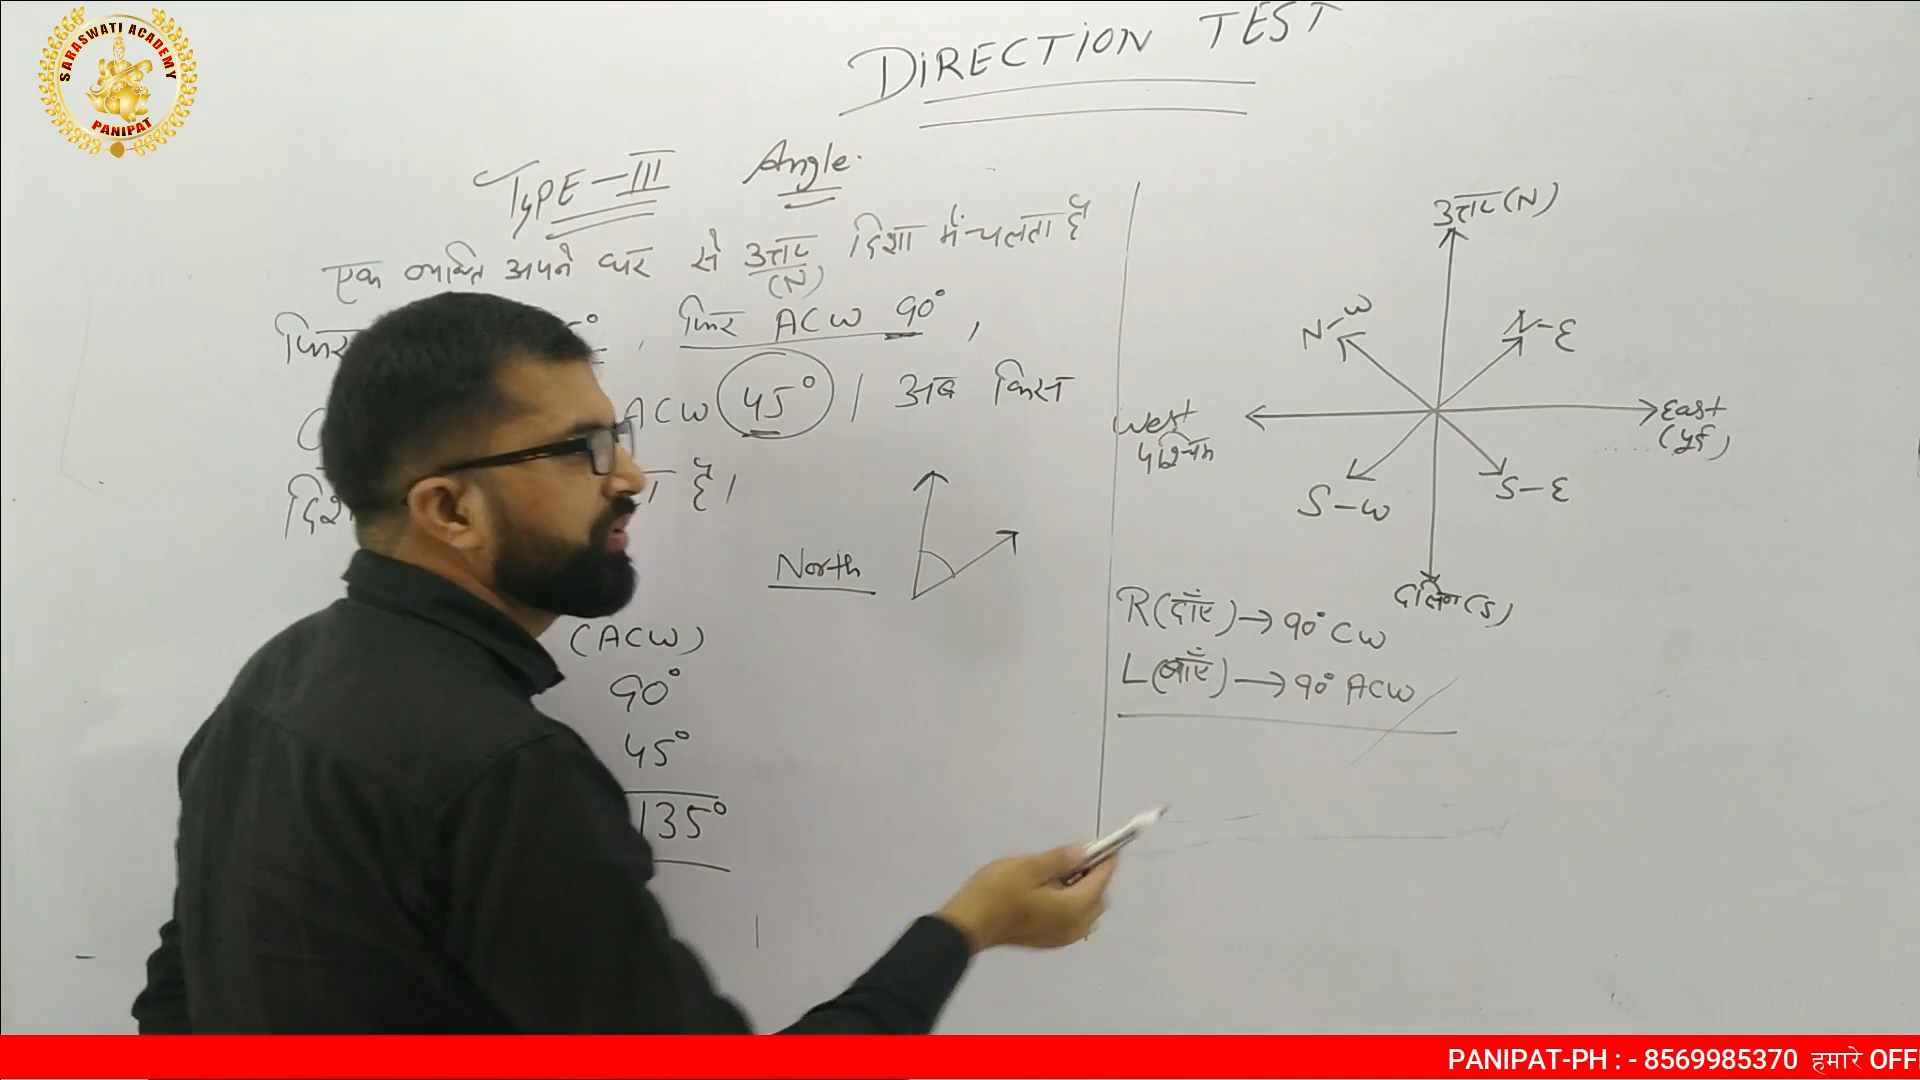 SARASWATI ACADEMY
PANIPAT
DIRECTION TEST
TYPE-III Angle.
एक व्यक्ति अपने घर से उत्तर दिशा में चलता है
(N)
फिर 5° , फिर ACW 90° ,
ACW 45° । अब किस
है।
North
(ACW)
90°
45°
135°
उत्तर (N)
N-W
N-E
West
पश्चिम
East
(पूर्व)
S-W
S-E
दक्षिण (S)
R (दाँए) → 90° CW
L (बाँए) → 90° ACW
PANIPAT-PH : - 8569985370 हमारे OFF